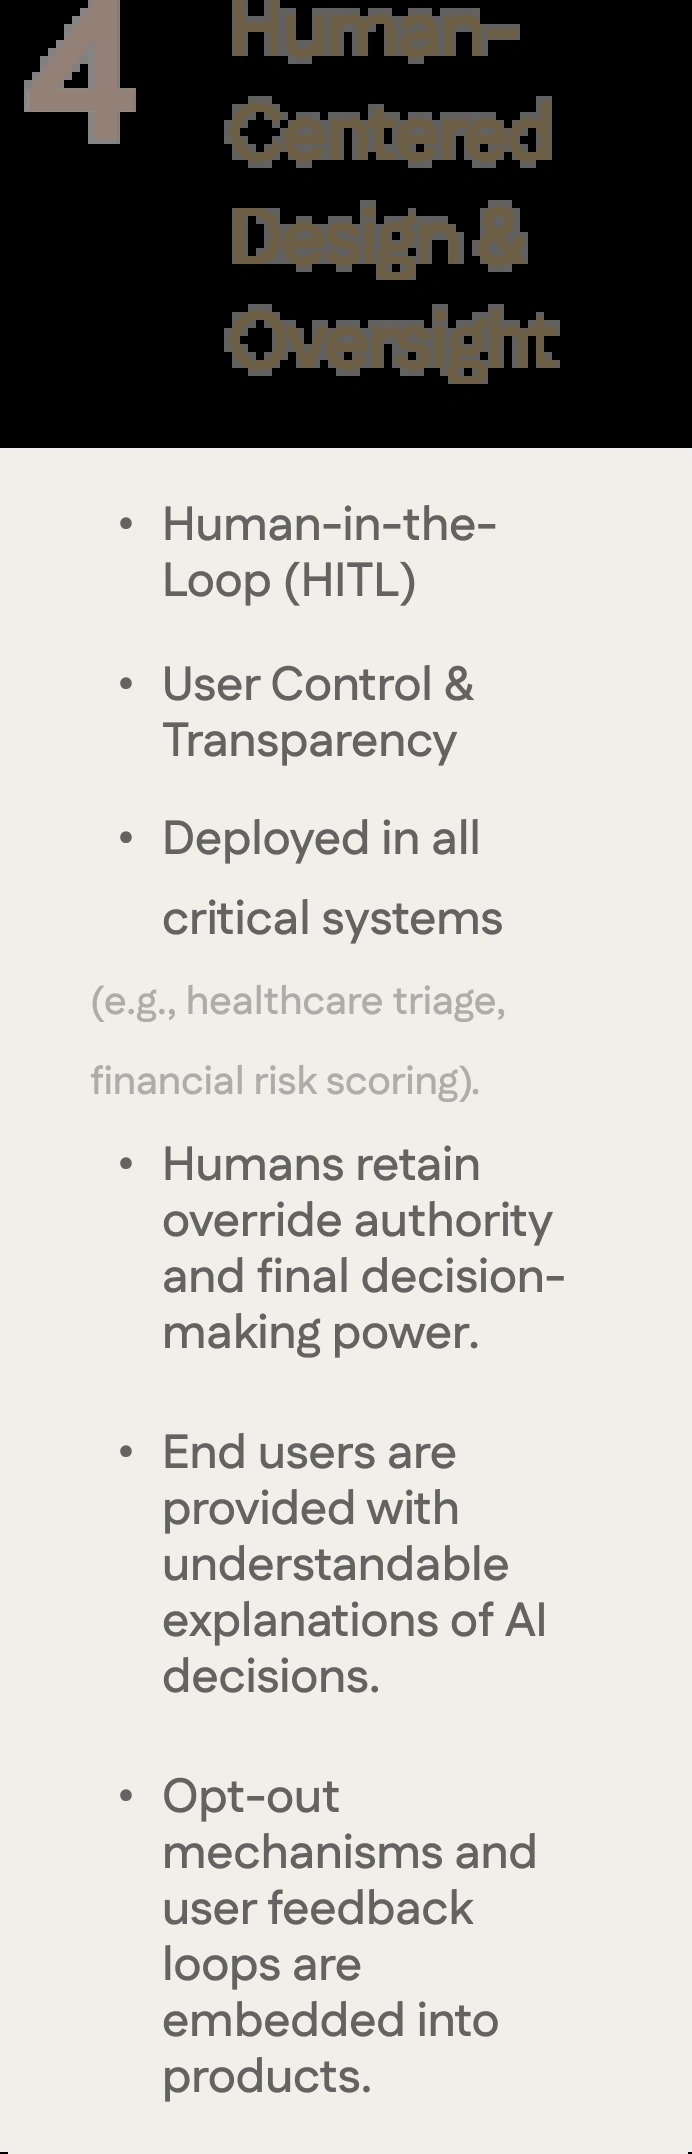 4
Human-
Centered
Design &
Oversight
• Human-in-the-
Loop (HITL)
• User Control &
Transparency
• Deployed in all
critical systems
(e.g., healthcare triage,
financial risk scoring).
• Humans retain
override authority
and final decision-
making power.
• End users are
provided with
understandable
explanations of AI
decisions.
• Opt-out
mechanisms and
user feedback
loops are
embedded into
products.